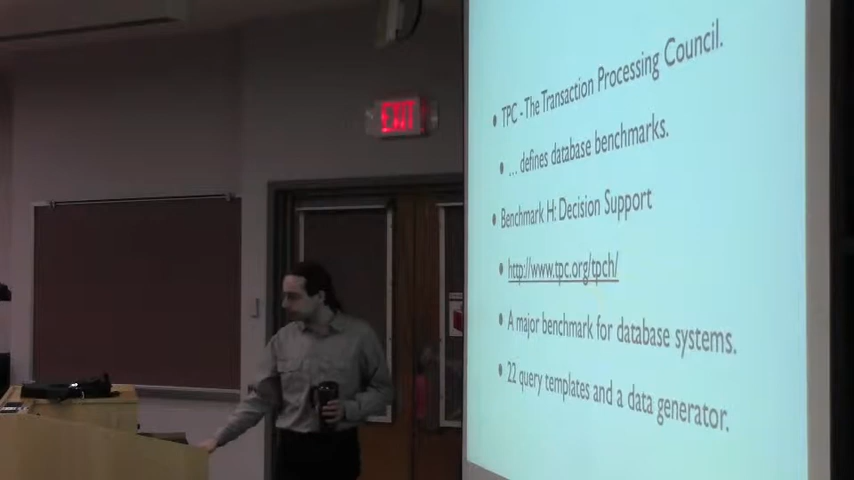 EXIT
• TPC - The Transaction Processing Council.
• ... defines database benchmarks.
• Benchmark H: Decision Support
• http://www.tpc.org/tpch/
• A major benchmark for database systems.
• 22 query templates and a data generator.